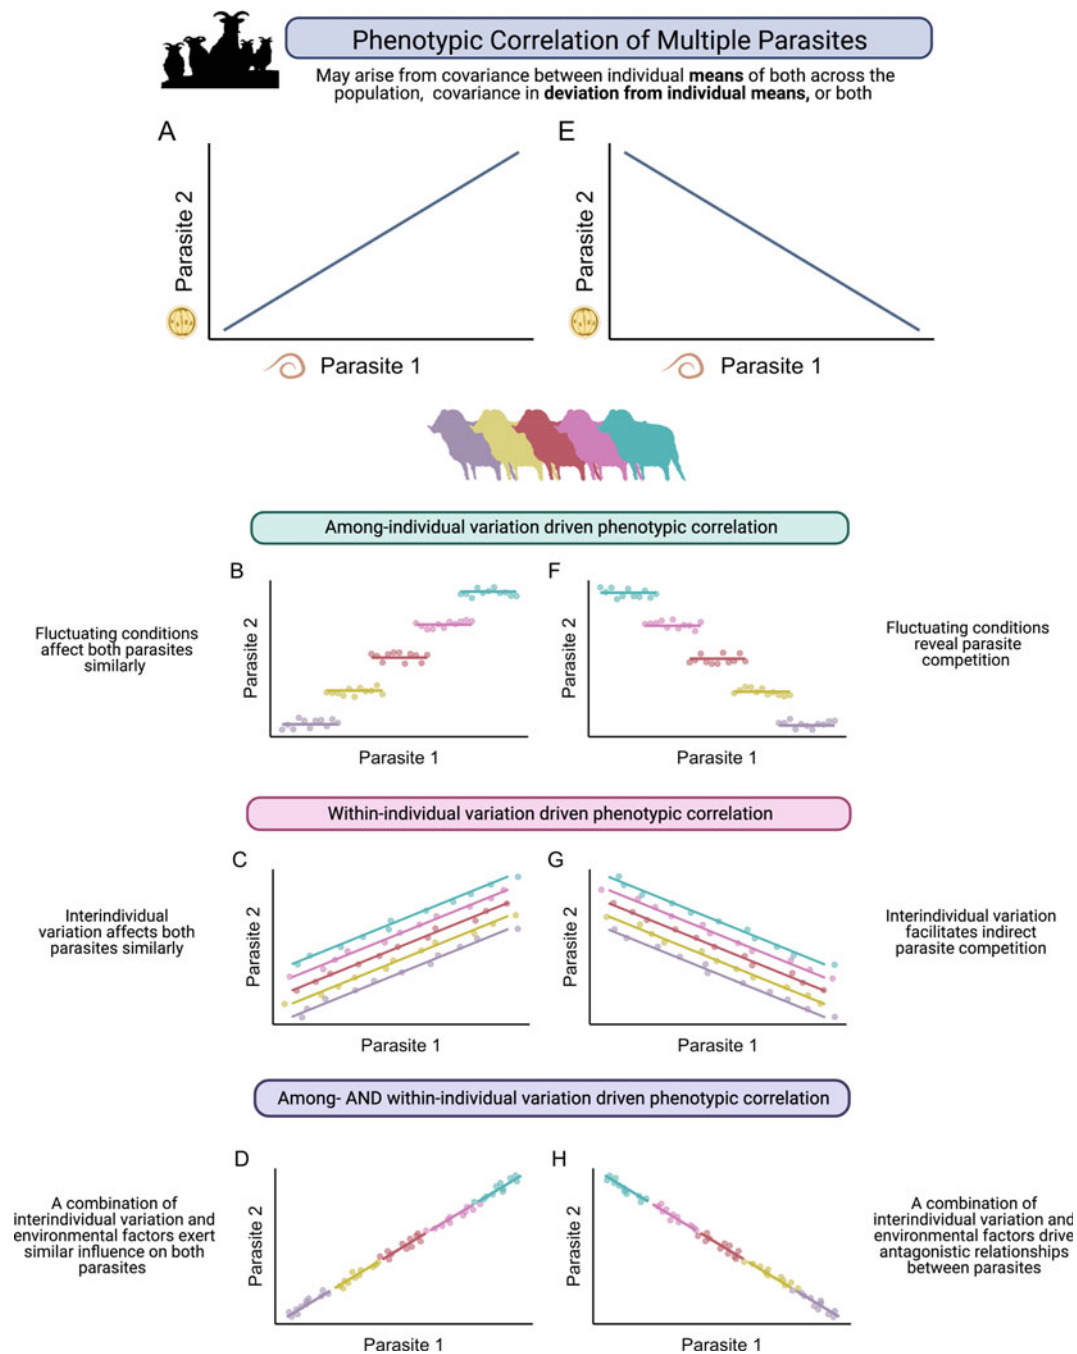 Phenotypic Correlation of Multiple Parasites
May arise from covariance between individual means of both across the
population, covariance in deviation from individual means, or both
A
Parasite 2
Parasite 1
E
Parasite 2
Parasite 1
Among-individual variation driven phenotypic correlation
Fluctuating conditions
affect both parasites
similarly
B
Parasite 2
Parasite 1
F
Parasite 2
Parasite 1
Fluctuating conditions
reveal parasite
competition
Within-individual variation driven phenotypic correlation
Interindividual
variation affects both
parasites similarly
C
Parasite 2
Parasite 1
G
Parasite 2
Parasite 1
Interindividual variation
facilitates indirect
parasite competition
Among- AND within-individual variation driven phenotypic correlation
A combination of
interindividual variation and
environmental factors exert
similar influence on both
parasites
D
Parasite 2
Parasite 1
H
Parasite 2
Parasite 1
A combination of
interindividual variation and
environmental factors drive
antagonistic relationships
between parasites